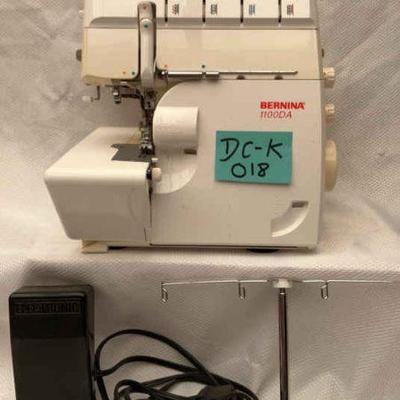 BERNINA
1100DA
DC-K
018